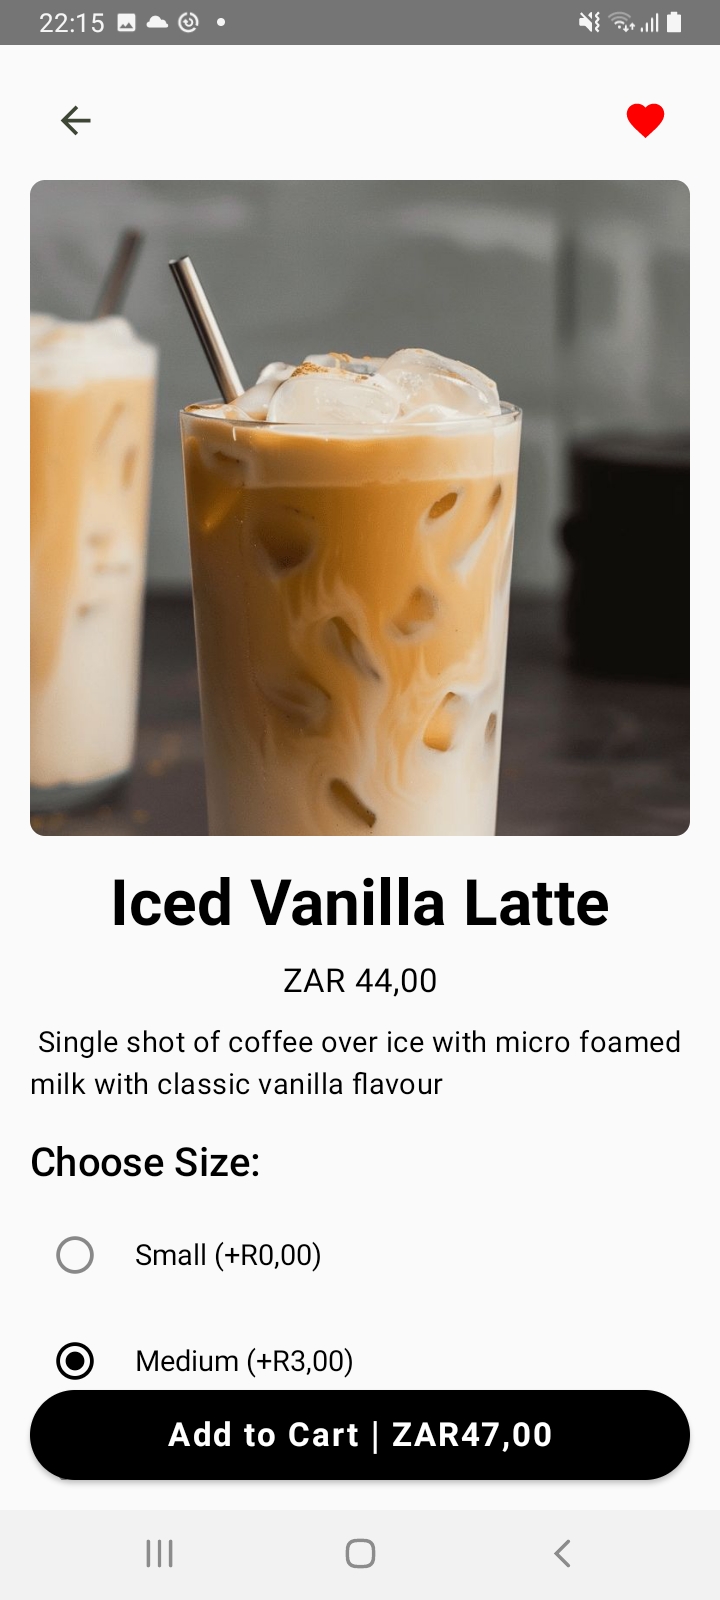 22:15
Iced Vanilla Latte
ZAR 44,00
Single shot of coffee over ice with micro foamed
milk with classic vanilla flavour
Choose Size:
Small (+R0,00)
Medium (+R3,00)
Add to Cart | ZAR47,00